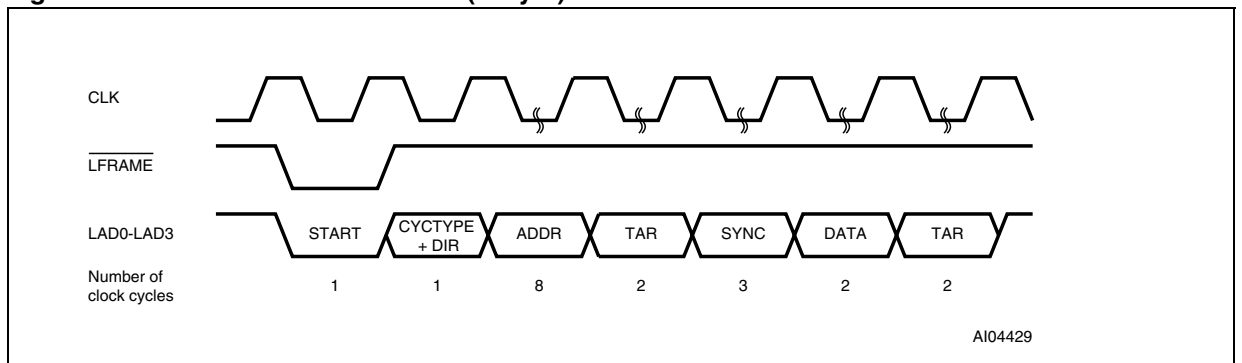 CLK
LFRAME
LAD0-LAD3
START
CYCTYPE
+ DIR
ADDR
TAR
SYNC
DATA
TAR
Number of
clock cycles
1
1
8
2
3
2
2
AI04429